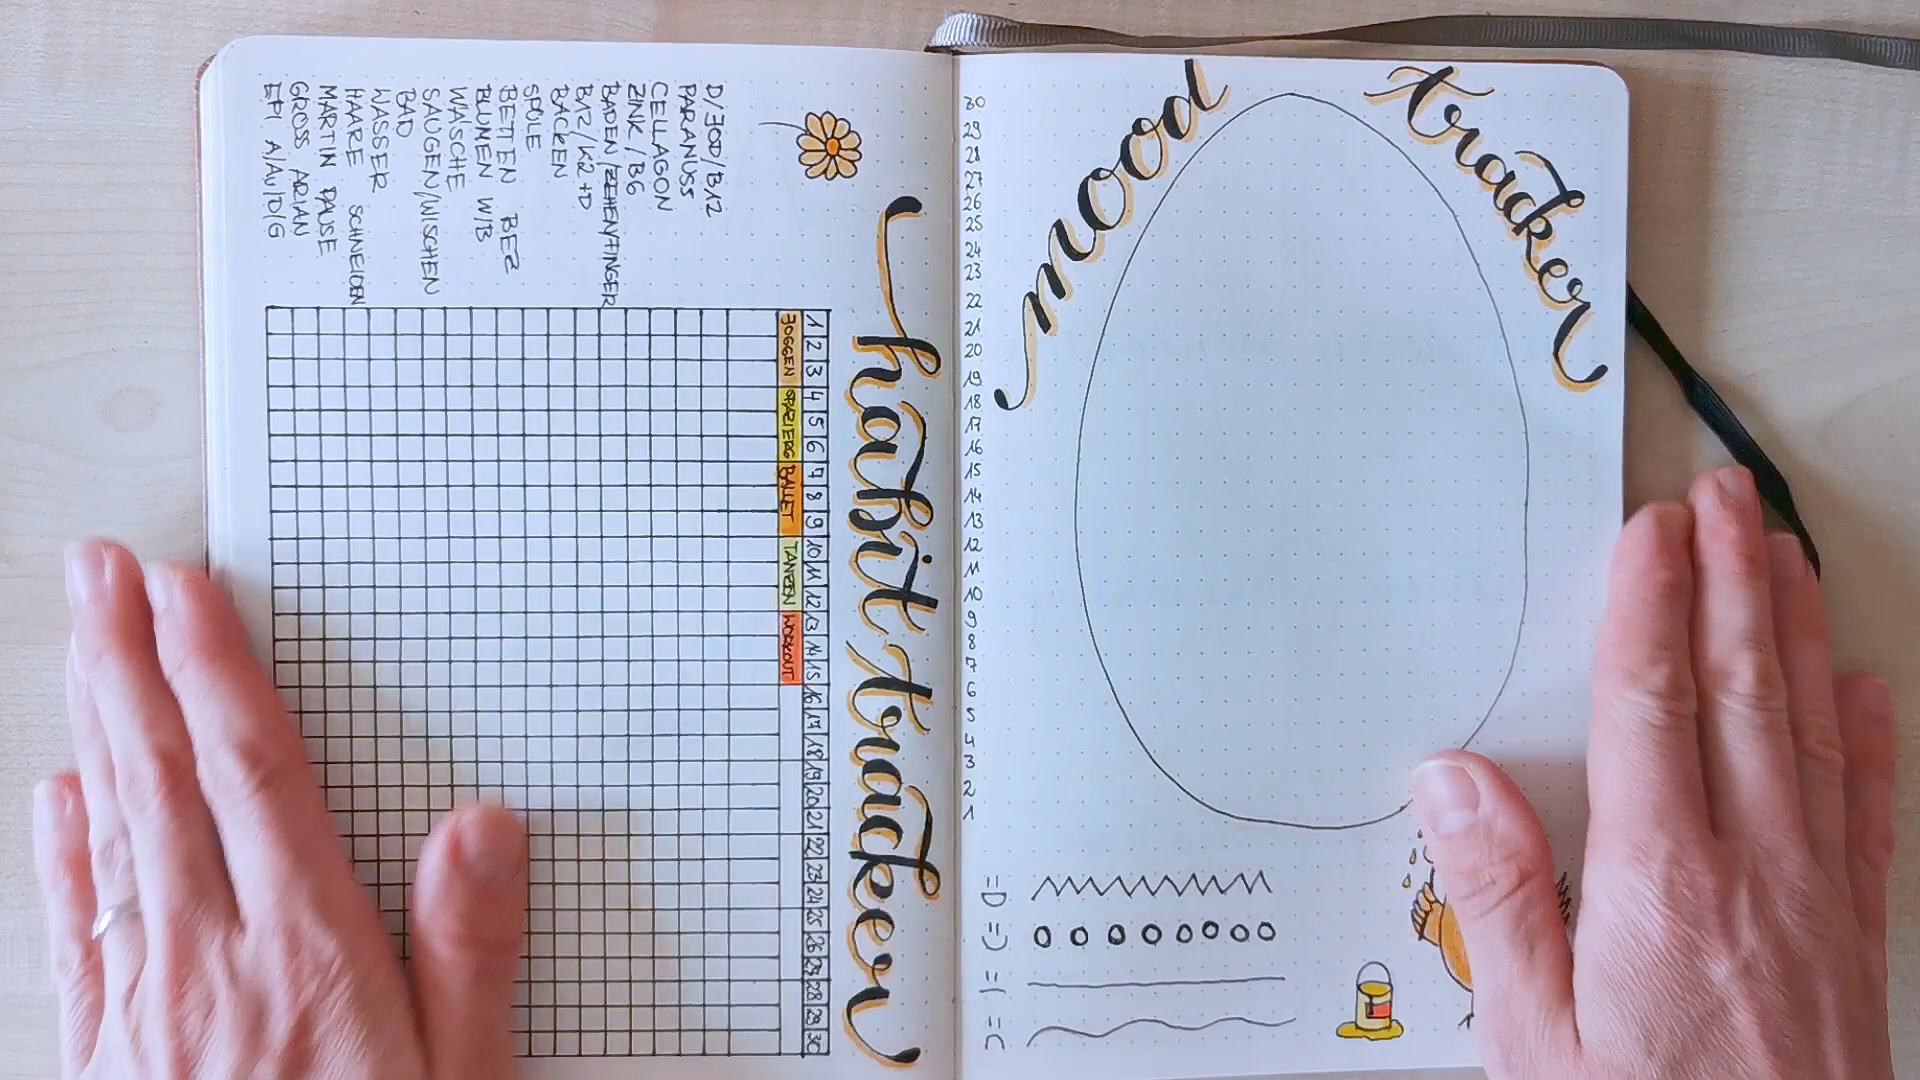 habit tracker
1 2 3 4 5 6 7 8 9 10 11 12 13 14 15 16 17 18 19 20 21 22 23 24 25 26 27 28 29 30
JOGGEN SPAZIERG BALLET TANZEN WORKOUT
D/JOD/B12
PARANUSS
CELLAGON
ZINK/B6
BADEN/ZEHENFINGER
B12/K2+D
BACKEN
SPÜLE
BETTEN BEZ
BLUMEN W/B
WÄSCHE
SAUGEN/WISCHEN
BAD
WASSER
HAARE SCHNEIDEN
MARTIN PAUSE
GROSS ARIAN
EPI A/AU/D/G
mood tracker
30
29
28
27
26
25
24
23
22
21
20
19
18
17
16
15
14
13
12
11
10
9
8
7
6
5
4
3
2
1
=D
=)
=|
=C